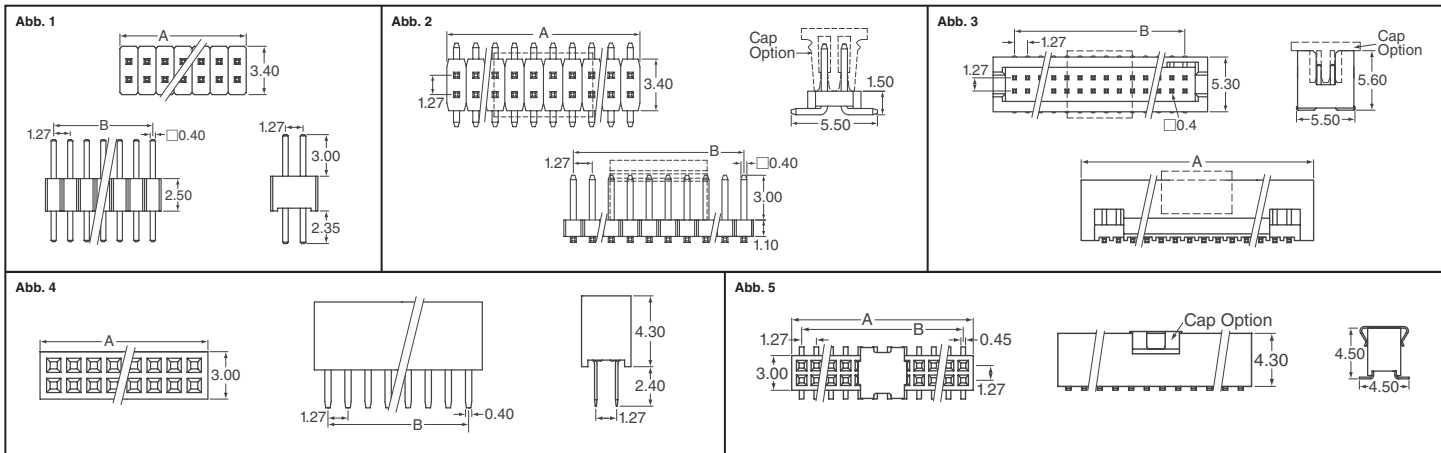 Abb. 1
A
3.40
B
1.27
□0.40
2.50
1.27
3.00
2.35
Abb. 2
A
1.27
3.40
Cap
Option
1.50
5.50
B
1.27
□0.40
3.00
1.10
Abb. 3
B
1.27
1.27
5.30
□0.4
Cap
Option
5.60
5.50
A
Abb. 4
A
3.00
1.27
B
0.40
4.30
2.40
1.27
Abb. 5
A
B
1.27
0.45
3.00
1.27
Cap Option
4.30
4.50
4.50